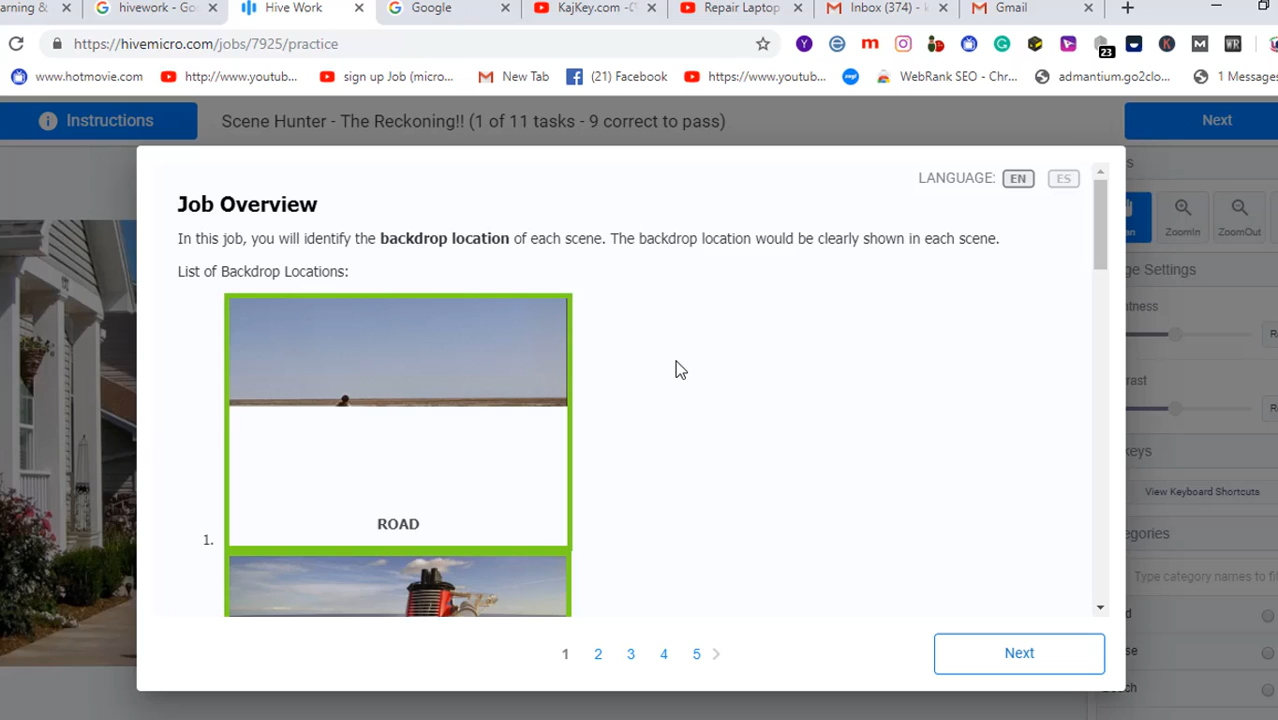 arning &
hivework - Goo
Hive Work
Google
KajKey.com -
Repair Laptop
Inbox (374) - k
Gmail
https://hivemicro.com/jobs/7925/practice
23
www.hotmovie.com
http://www.youtub...
sign up Job (micro...
New Tab
(21) Facebook
https://www.youtub...
WebRank SEO - Chr...
admantium.go2clo...
1 Messages
Instructions
Scene Hunter - The Reckoning!! (1 of 11 tasks - 9 correct to pass)
Next
LANGUAGE: EN ES
Job Overview
In this job, you will identify the backdrop location of each scene. The backdrop location would be clearly shown in each scene.
List of Backdrop Locations:
ROAD
1.
1 2 3 4 5
Next
ZoomIn
ZoomOut
ge Settings
View Keyboard Shortcuts
Type category names to fi